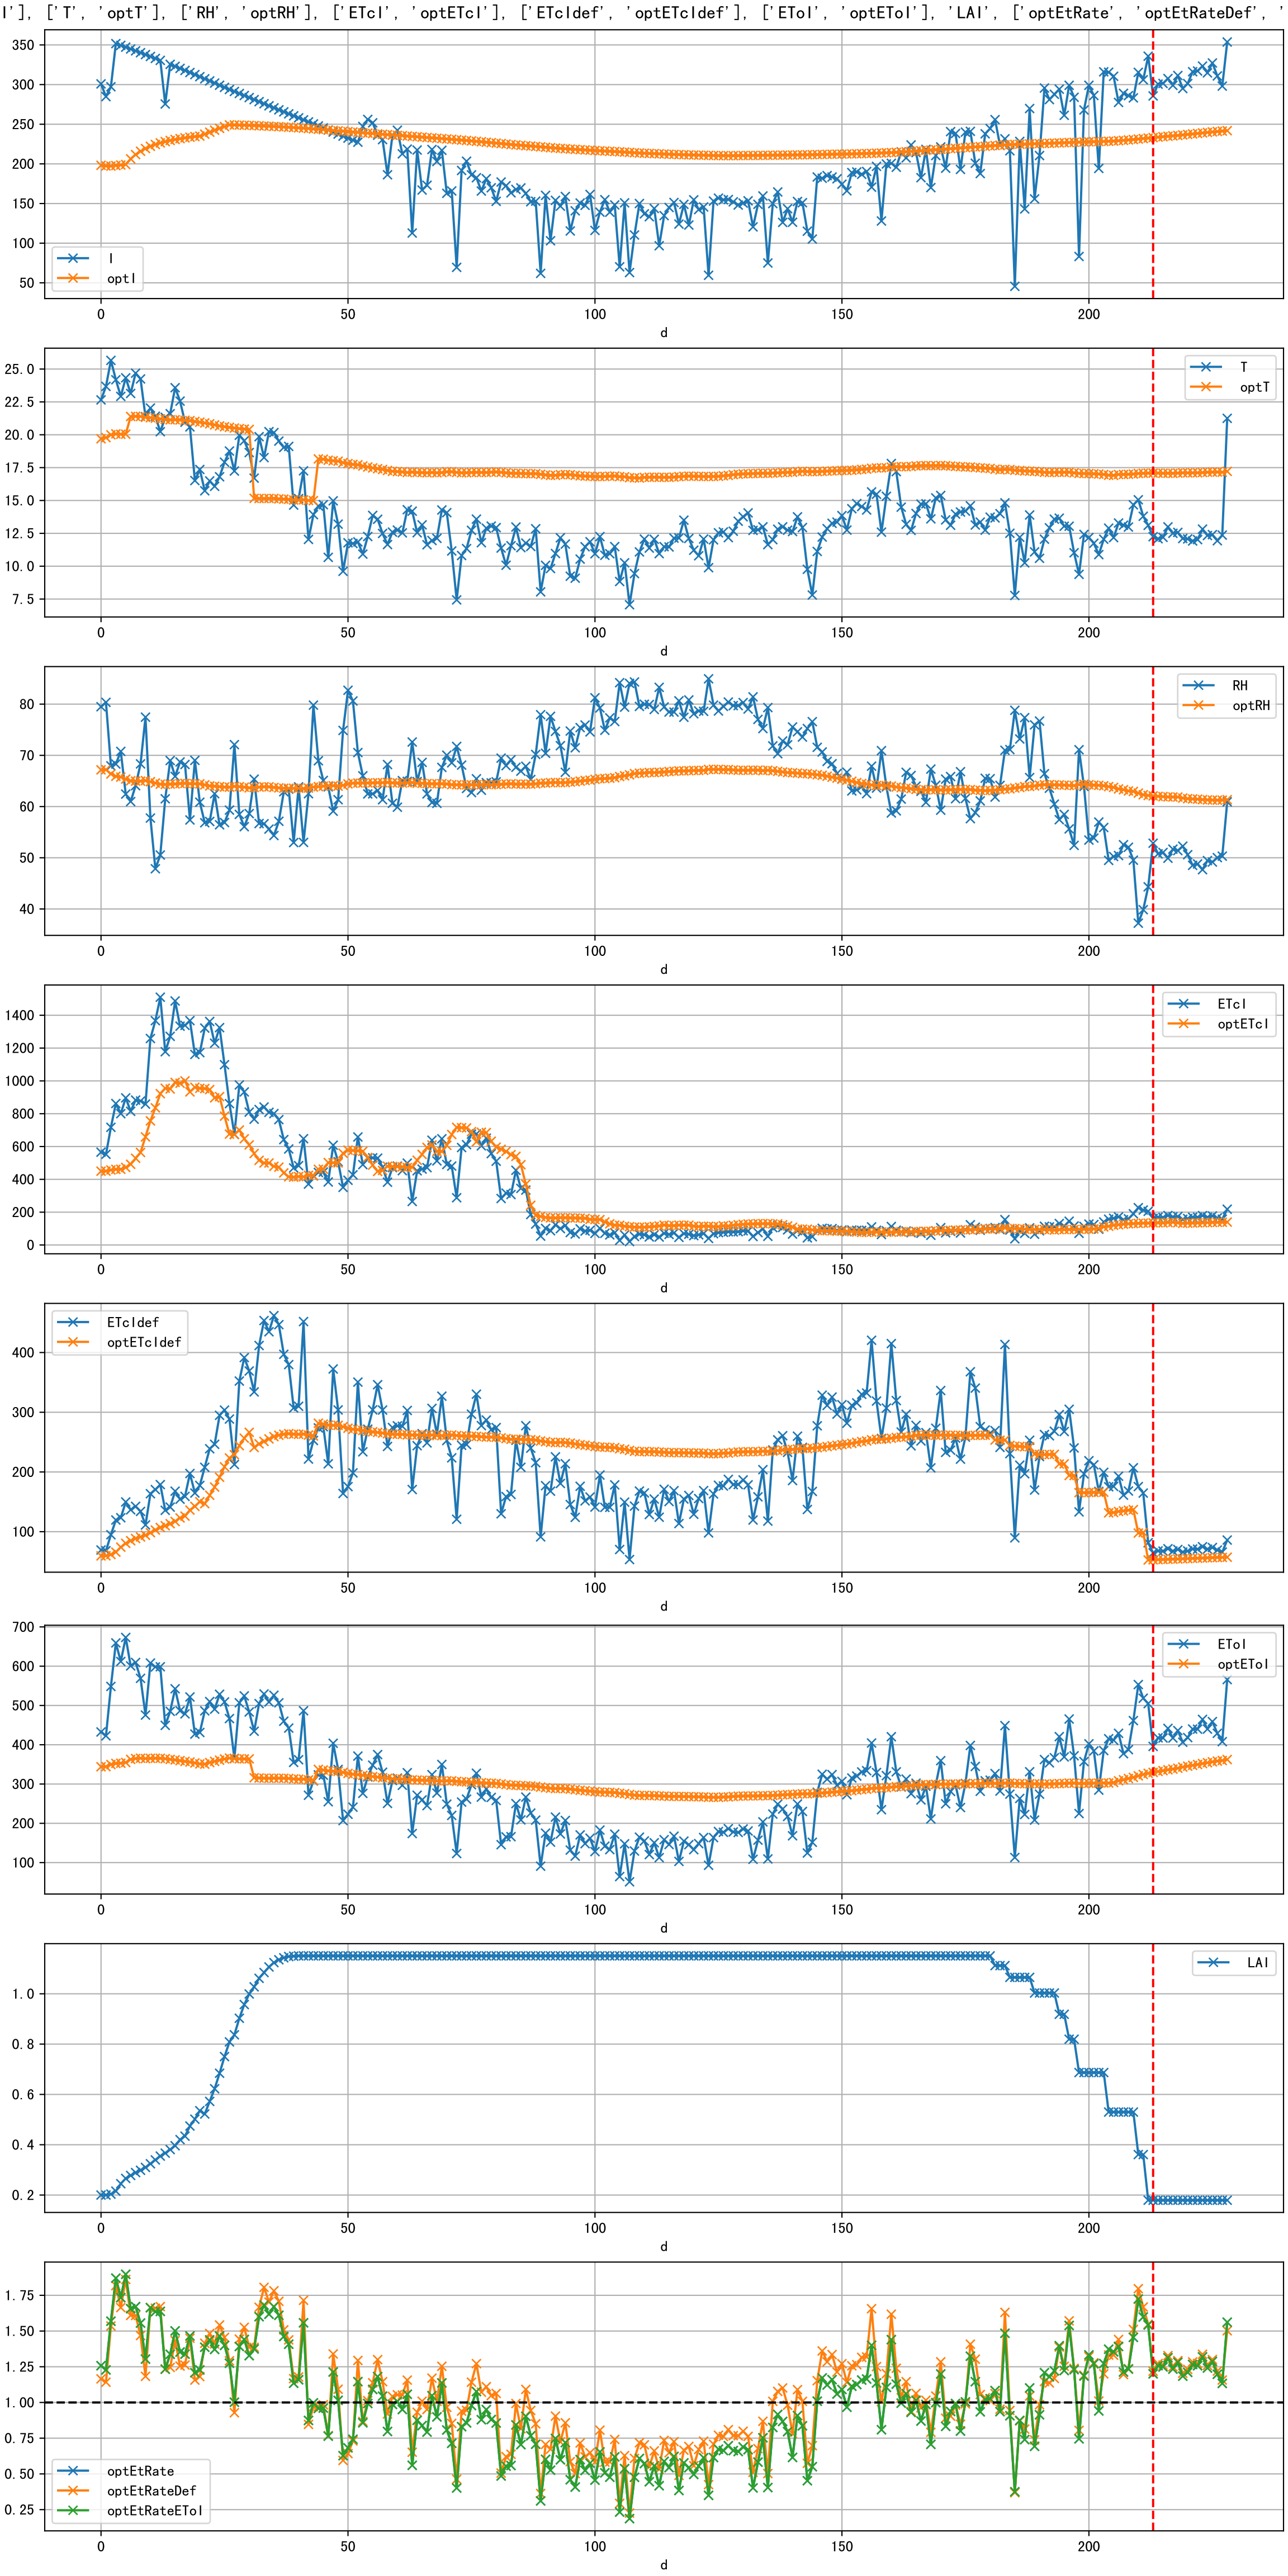 I'], ['T', 'optT'], ['RH', 'optRH'], ['ETcI', 'optETcI'], ['ETcIdef', 'optETcIdef'], ['EToI', 'optEToI'], 'LAI', ['optEtRate', 'optEtRateDef', '
350
300
250
200
150
100
50
I
optI
0 50 100 150 200
d
25.0
22.5
20.0
17.5
15.0
12.5
10.0
7.5
T
optT
0 50 100 150 200
d
80
70
60
50
40
RH
optRH
0 50 100 150 200
d
1400
1200
1000
800
600
400
200
0
ETcI
optETcI
0 50 100 150 200
d
400
300
200
100
ETcIdef
optETcIdef
0 50 100 150 200
d
700
600
500
400
300
200
100
EToI
optEToI
0 50 100 150 200
d
1.0
0.8
0.6
0.4
0.2
LAI
0 50 100 150 200
d
1.75
1.50
1.25
1.00
0.75
0.50
0.25
optEtRate
optEtRateDef
optEtRateEToI
0 50 100 150 200
d